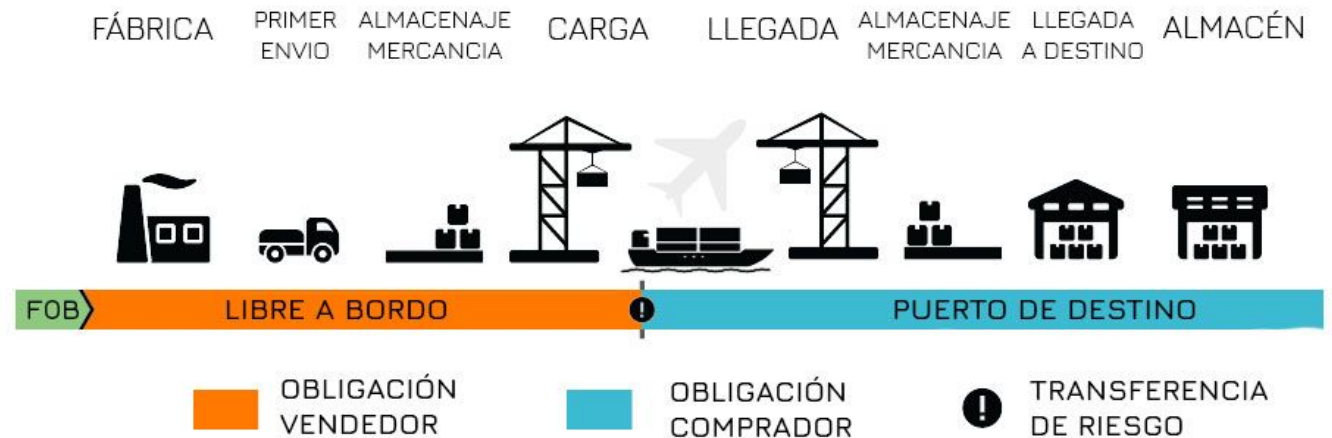 FÁBRICA
PRIMER
ENVIO
ALMACENAJE
MERCANCIA
CARGA
LLEGADA
ALMACENAJE
MERCANCIA
LLEGADA
A DESTINO
ALMACÉN
FOB
LIBRE A BORDO
!
PUERTO DE DESTINO
OBLIGACIÓN
VENDEDOR
OBLIGACIÓN
COMPRADOR
!
TRANSFERENCIA
DE RIESGO